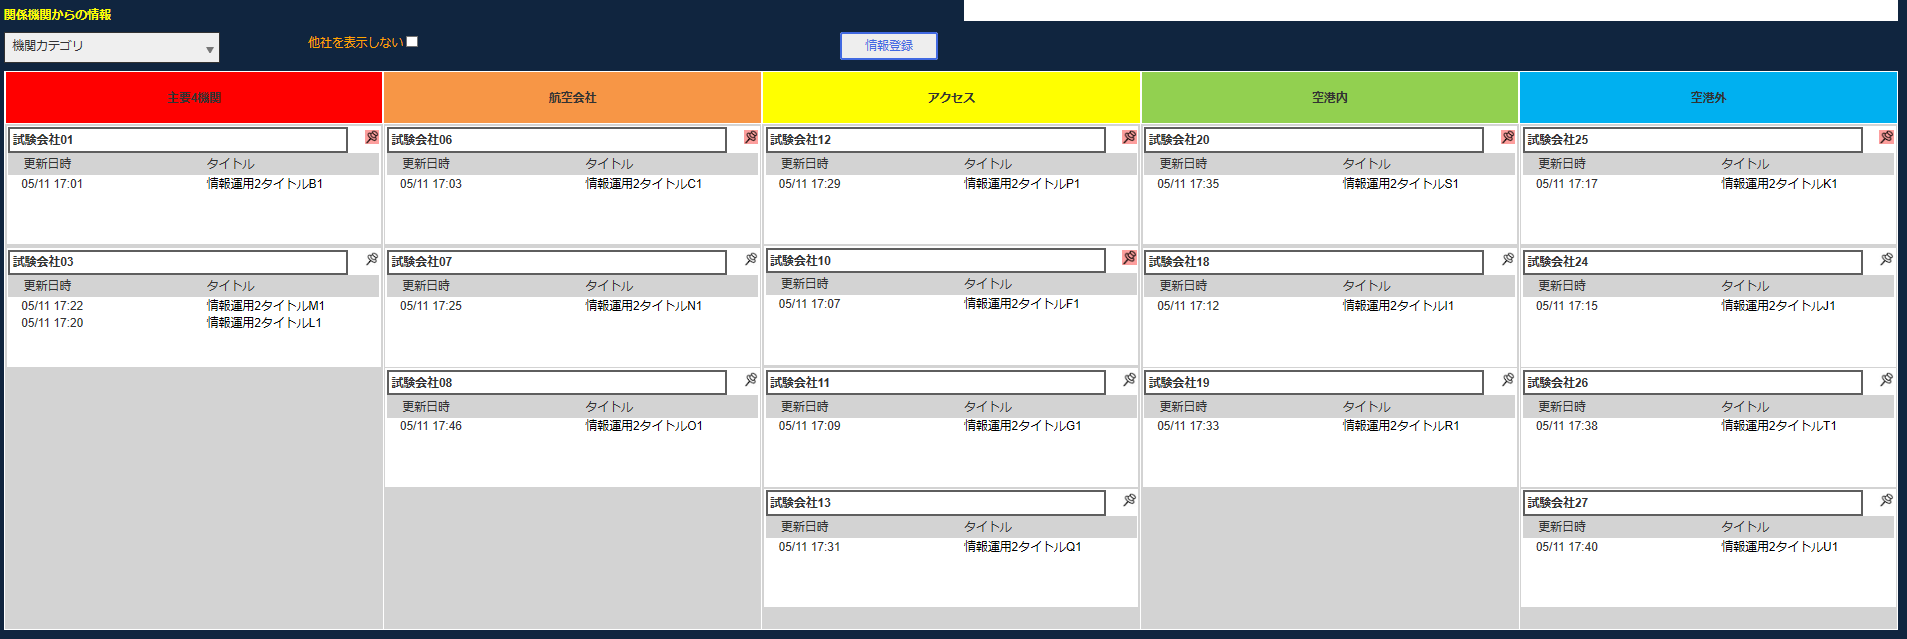 関係機関からの情報
機関カテゴリ
他社を表示しない
情報登録
主要4機関
航空会社
アクセス
空港内
空港外
試験会社01
更新日時 タイトル
05/11 17:01 情報運用2タイトルB1
試験会社03
更新日時 タイトル
05/11 17:22 情報運用2タイトルM1
05/11 17:20 情報運用2タイトルL1
試験会社06
更新日時 タイトル
05/11 17:03 情報運用2タイトルC1
試験会社07
更新日時 タイトル
05/11 17:25 情報運用2タイトルN1
試験会社08
更新日時 タイトル
05/11 17:46 情報運用2タイトルO1
試験会社12
更新日時 タイトル
05/11 17:29 情報運用2タイトルP1
試験会社10
更新日時 タイトル
05/11 17:07 情報運用2タイトルF1
試験会社11
更新日時 タイトル
05/11 17:09 情報運用2タイトルG1
試験会社13
更新日時 タイトル
05/11 17:31 情報運用2タイトルQ1
試験会社20
更新日時 タイトル
05/11 17:35 情報運用2タイトルS1
試験会社18
更新日時 タイトル
05/11 17:12 情報運用2タイトルI1
試験会社19
更新日時 タイトル
05/11 17:33 情報運用2タイトルR1
試験会社25
更新日時 タイトル
05/11 17:17 情報運用2タイトルK1
試験会社24
更新日時 タイトル
05/11 17:15 情報運用2タイトルJ1
試験会社26
更新日時 タイトル
05/11 17:38 情報運用2タイトルT1
試験会社27
更新日時 タイトル
05/11 17:40 情報運用2タイトルU1